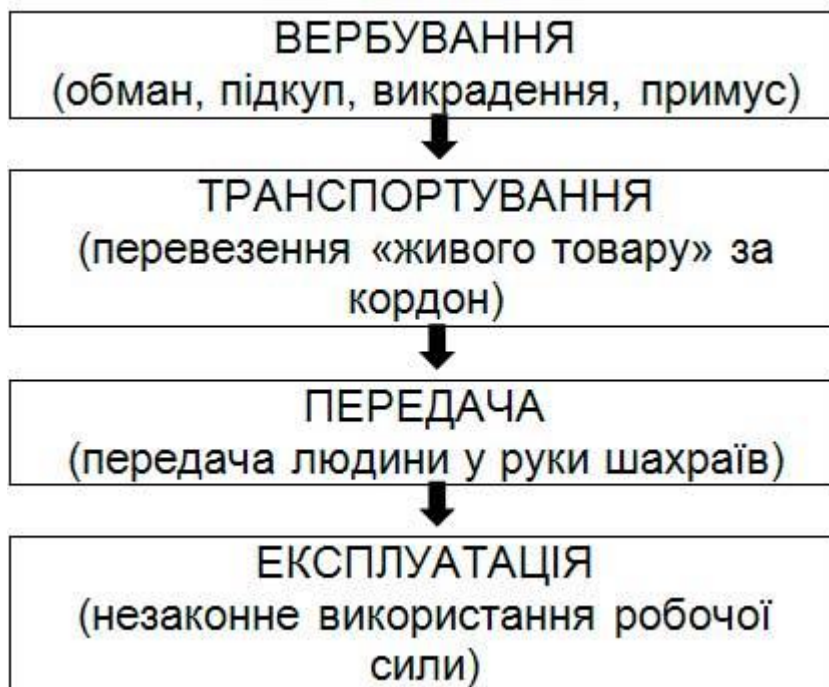 ВЕРБУВАННЯ
(обман, підкуп, викрадення, примус)
ТРАНСПОРТУВАННЯ
(перевезення «живого товару» за
кордон)
ПЕРЕДАЧА
(передача людини у руки шахраїв)
ЕКСПЛУАТАЦІЯ
(незаконне використання робочої
сили)